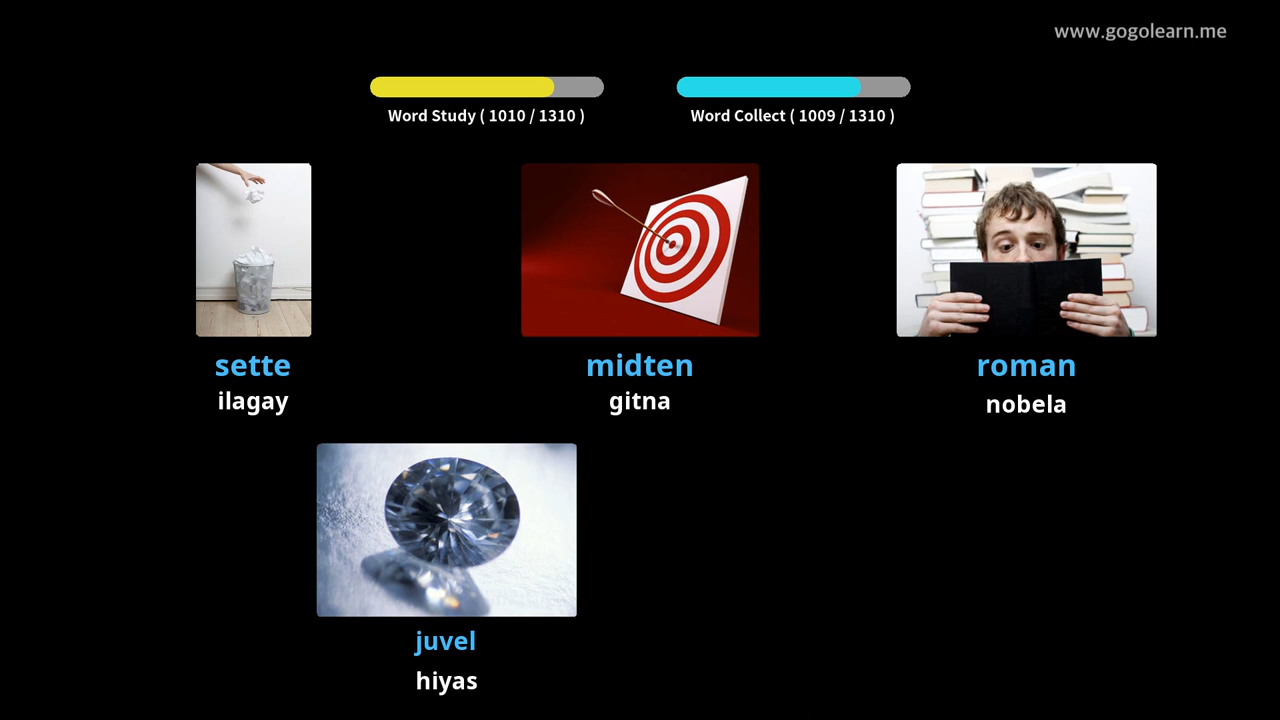 www.gogolearn.me
Word Study ( 1010 / 1310 )
Word Collect ( 1009 / 1310 )
sette
ilagay
midten
gitna
roman
nobela
juvel
hiyas